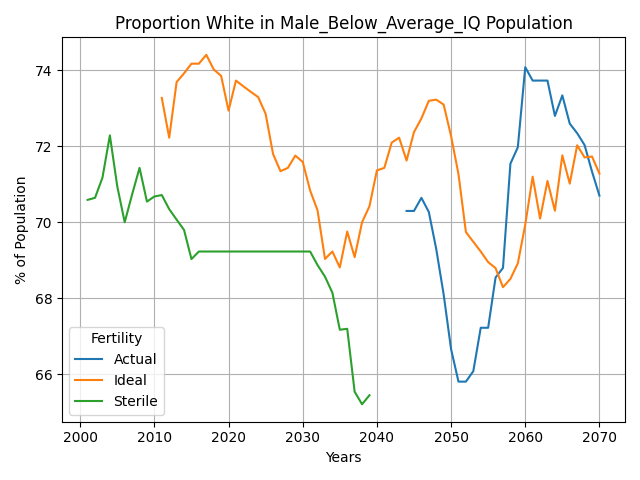 Proportion White in Male_Below_Average_IQ Population
% of Population
74
72
70
68
66
Fertility
Actual
Ideal
Sterile
2000 2010 2020 2030 2040 2050 2060 2070
Years